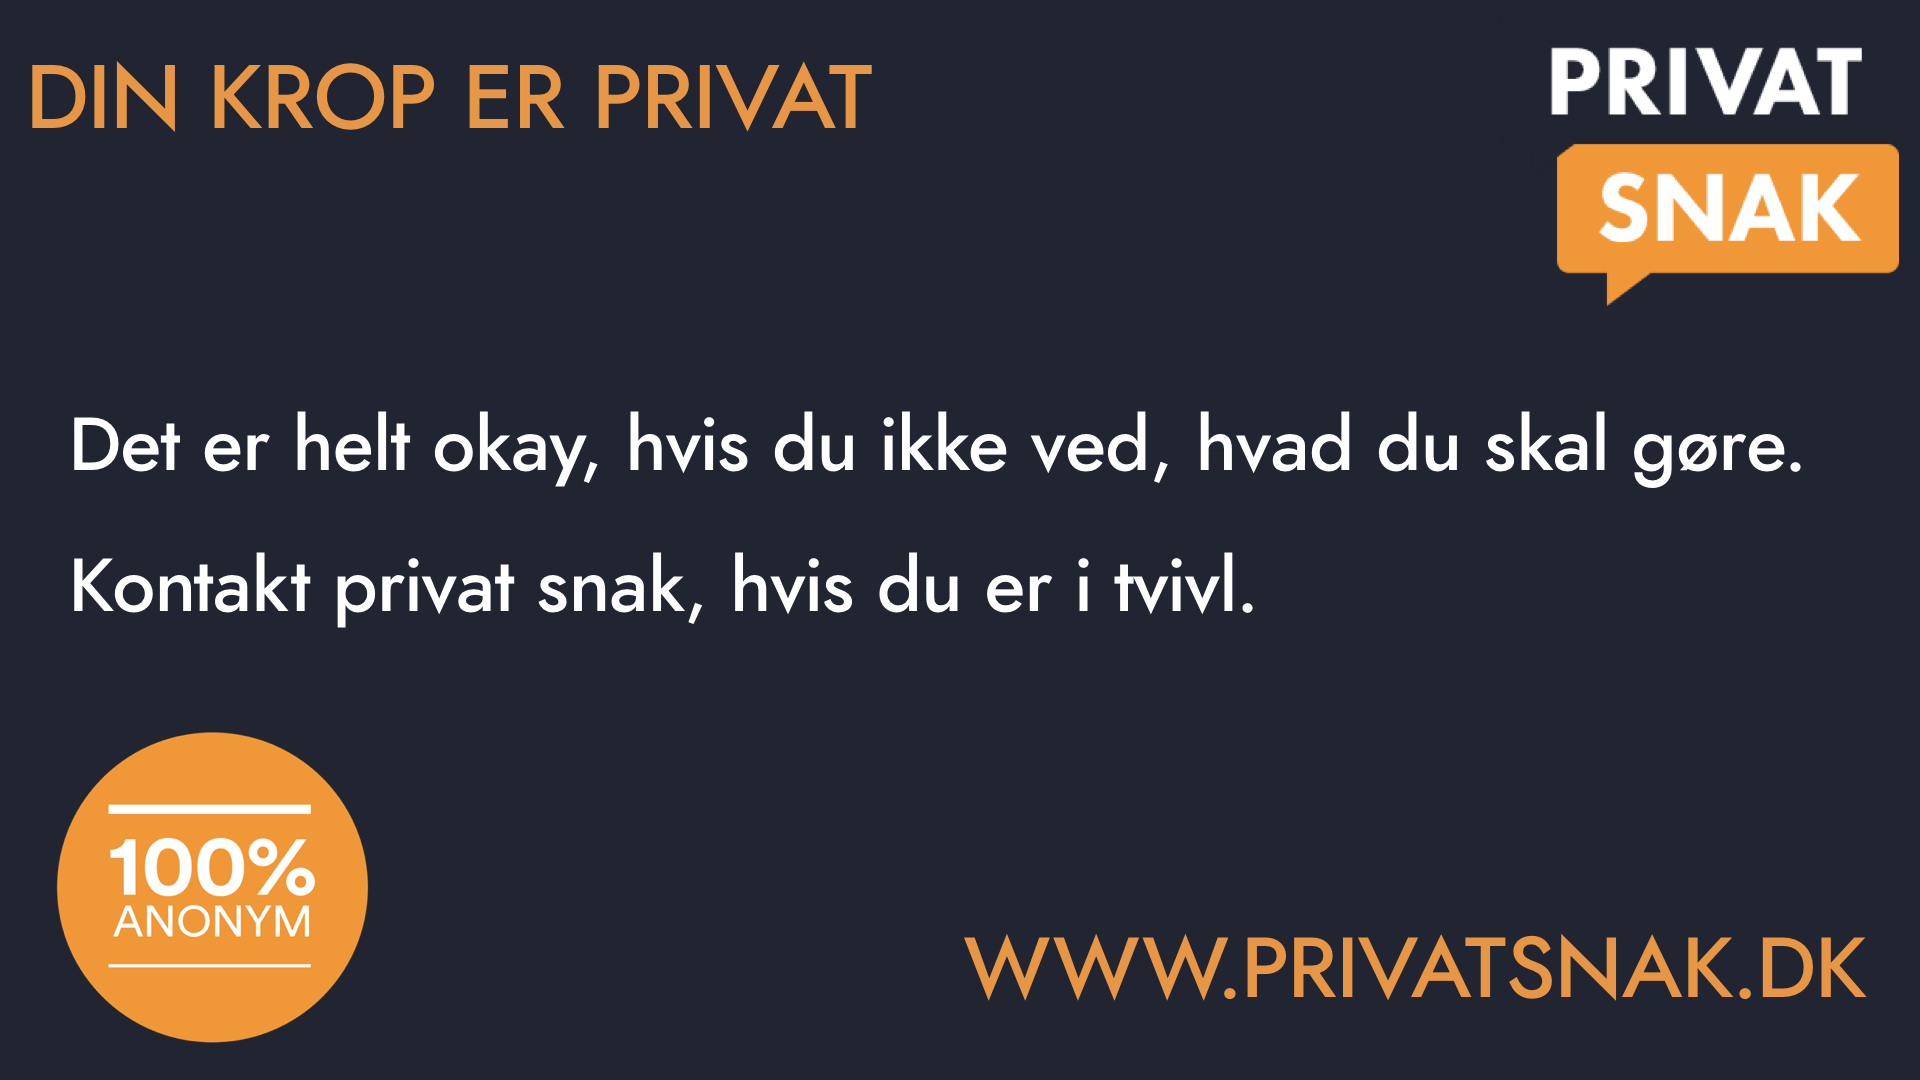 DIN KROP ER PRIVAT
PRIVAT
SNAK
Det er helt okay, hvis du ikke ved, hvad du skal gøre.
Kontakt privat snak, hvis du er i tvivl.
100%
ANONYM
WWW.PRIVATSNAK.DK